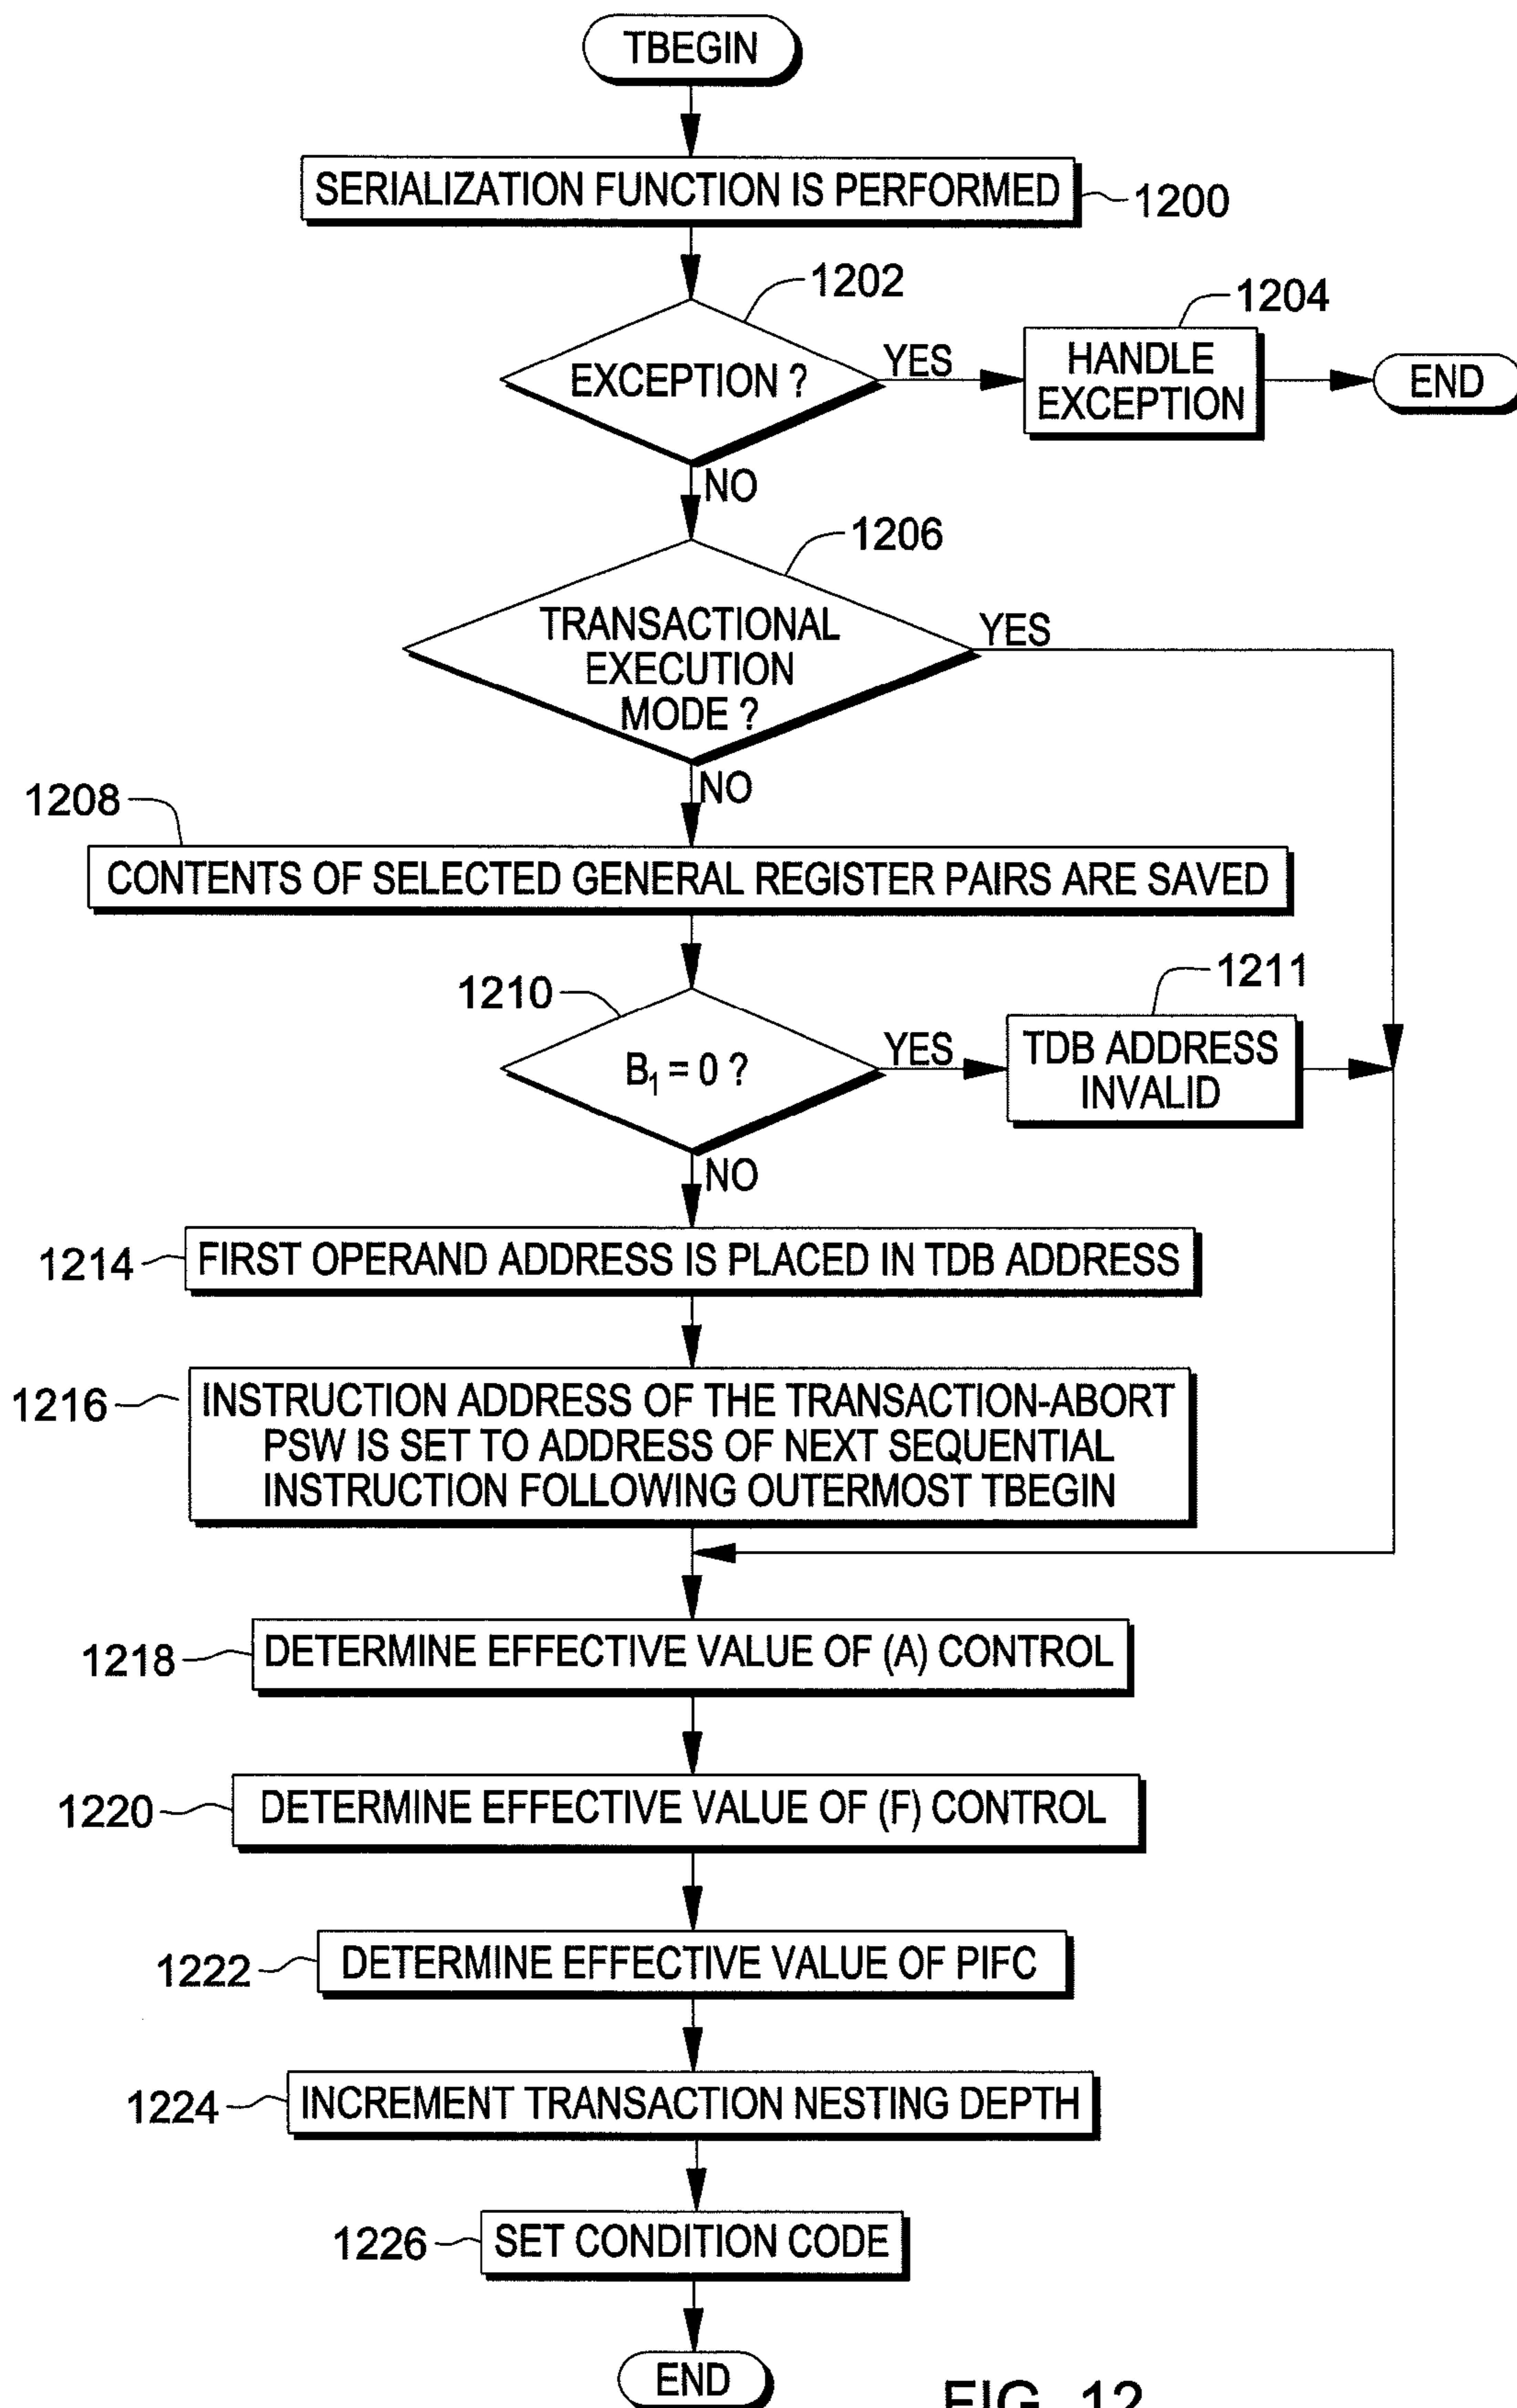 TBEGIN
SERIALIZATION FUNCTION IS PERFORMED
1200
1202
EXCEPTION ?
YES
1204
HANDLE
EXCEPTION
END
NO
1206
TRANSACTIONAL
EXECUTION
MODE ?
YES
NO
1208
CONTENTS OF SELECTED GENERAL REGISTER PAIRS ARE SAVED
1210
B₁ = 0 ?
YES
1211
TDB ADDRESS
INVALID
NO
1214
FIRST OPERAND ADDRESS IS PLACED IN TDB ADDRESS
1216
INSTRUCTION ADDRESS OF THE TRANSACTION-ABORT
PSW IS SET TO ADDRESS OF NEXT SEQUENTIAL
INSTRUCTION FOLLOWING OUTERMOST TBEGIN
1218
DETERMINE EFFECTIVE VALUE OF (A) CONTROL
1220
DETERMINE EFFECTIVE VALUE OF (F) CONTROL
1222
DETERMINE EFFECTIVE VALUE OF PIFC
1224
INCREMENT TRANSACTION NESTING DEPTH
1226
SET CONDITION CODE
END
FIG. 12